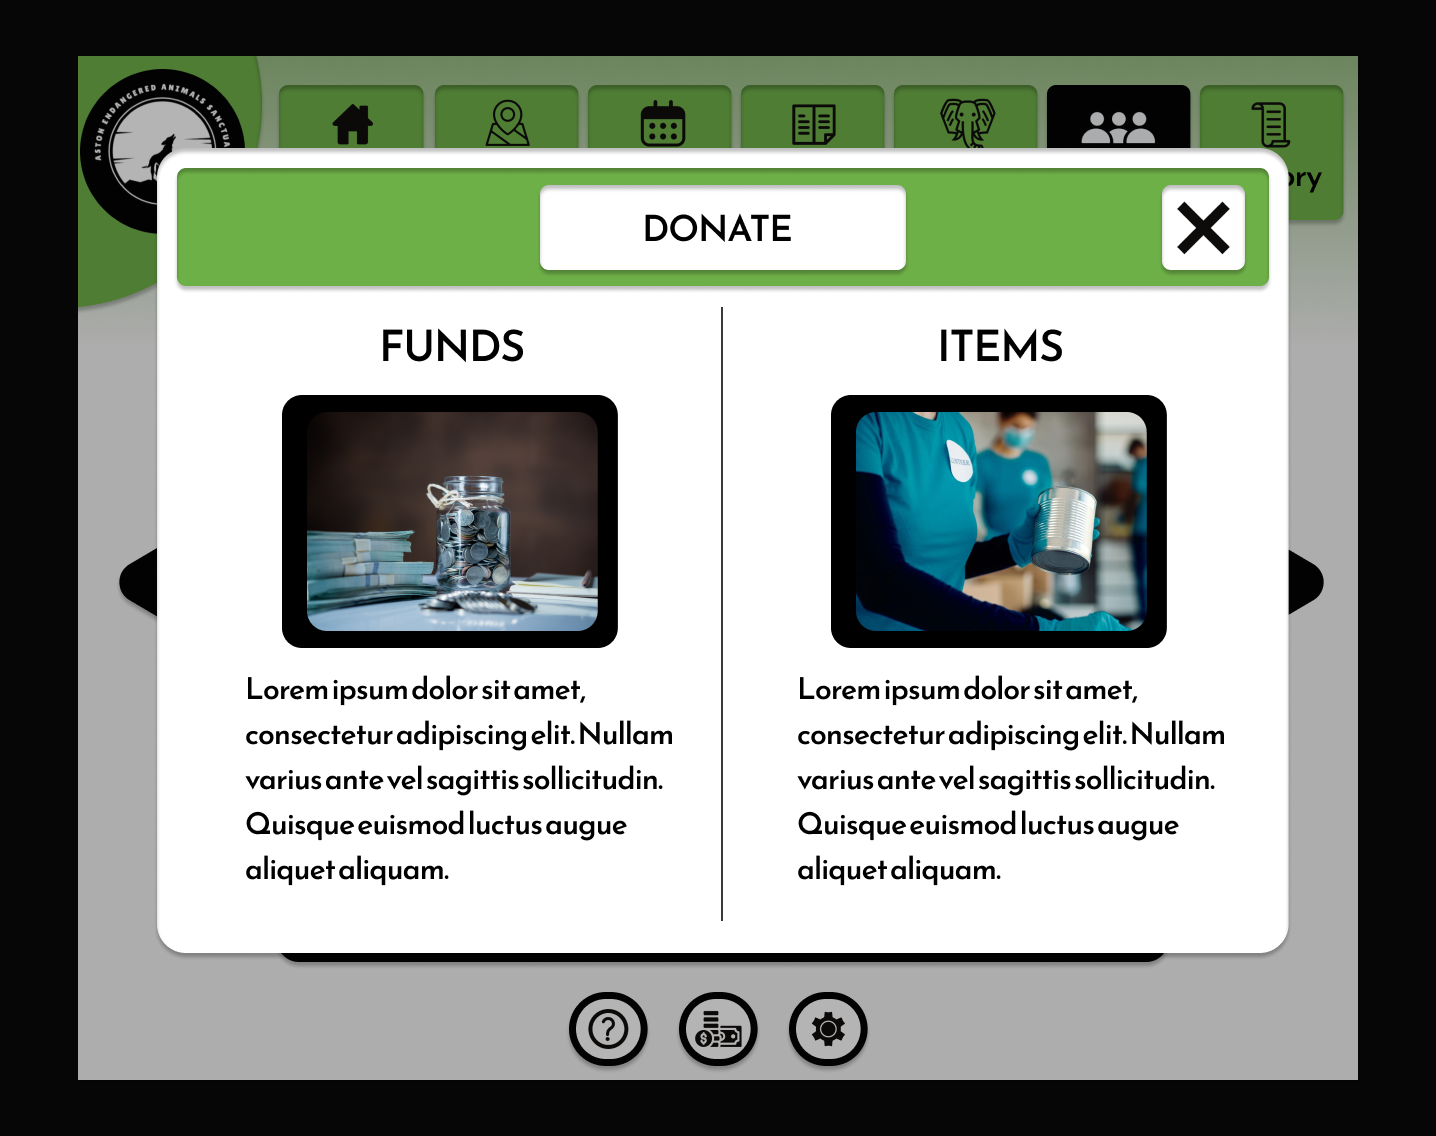 ASTON ENDANGERED ANIMALS
ory
DONATE
FUNDS
ITEMS
Lorem ipsum dolor sit amet,
consectetur adipiscing elit. Nullam
varius ante vel sagittis sollicitudin.
Quisque euismod luctus augue
aliquet aliquam.
Lorem ipsum dolor sit amet,
consectetur adipiscing elit. Nullam
varius ante vel sagittis sollicitudin.
Quisque euismod luctus augue
aliquet aliquam.